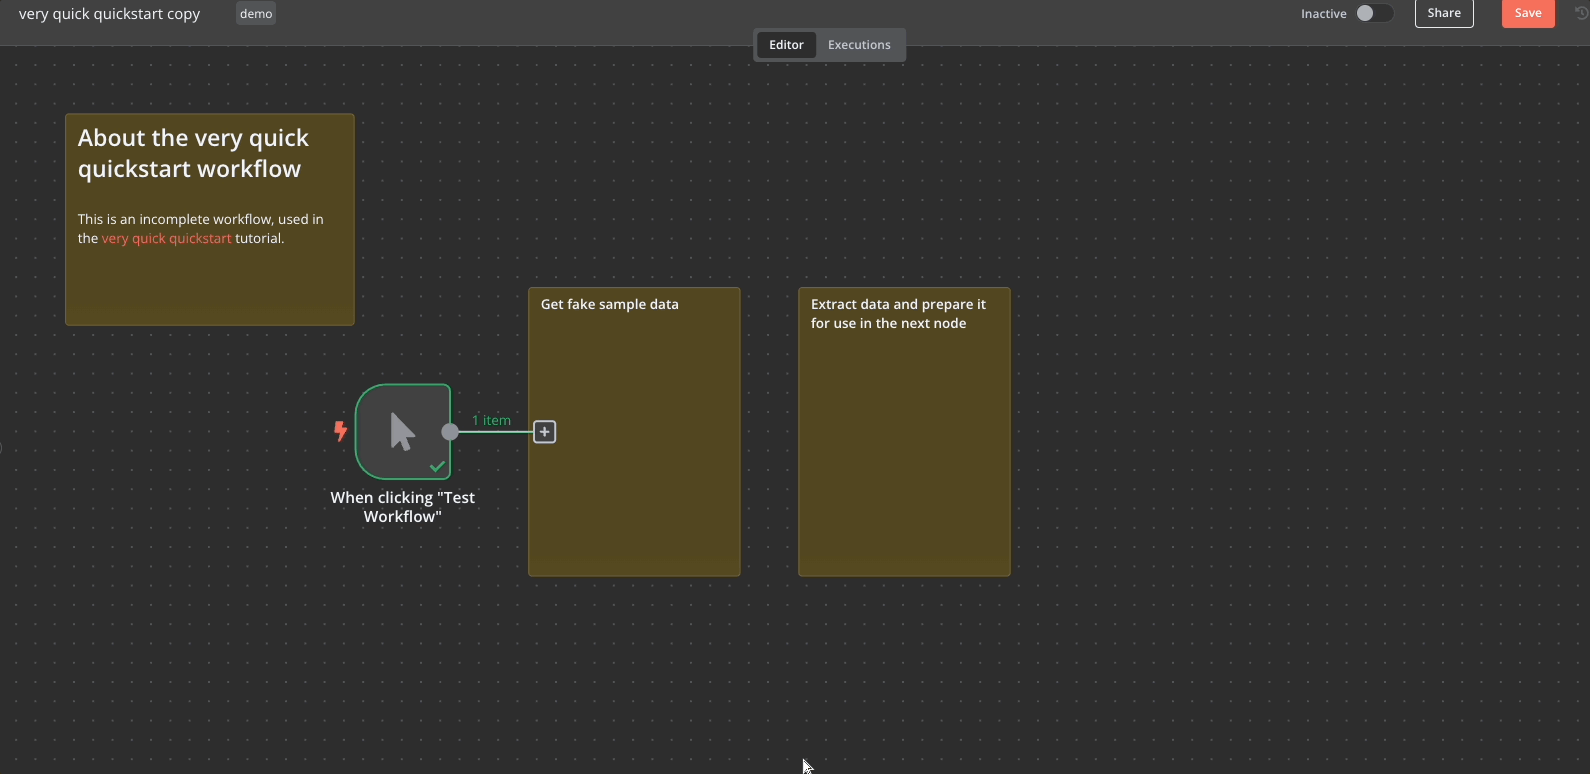 very quick quickstart copy
demo
Inactive
Share
Save
Editor
Executions
About the very quick
quickstart workflow
This is an incomplete workflow, used in
the very quick quickstart tutorial.
Get fake sample data
Extract data and prepare it
for use in the next node
1 item
When clicking "Test
Workflow"